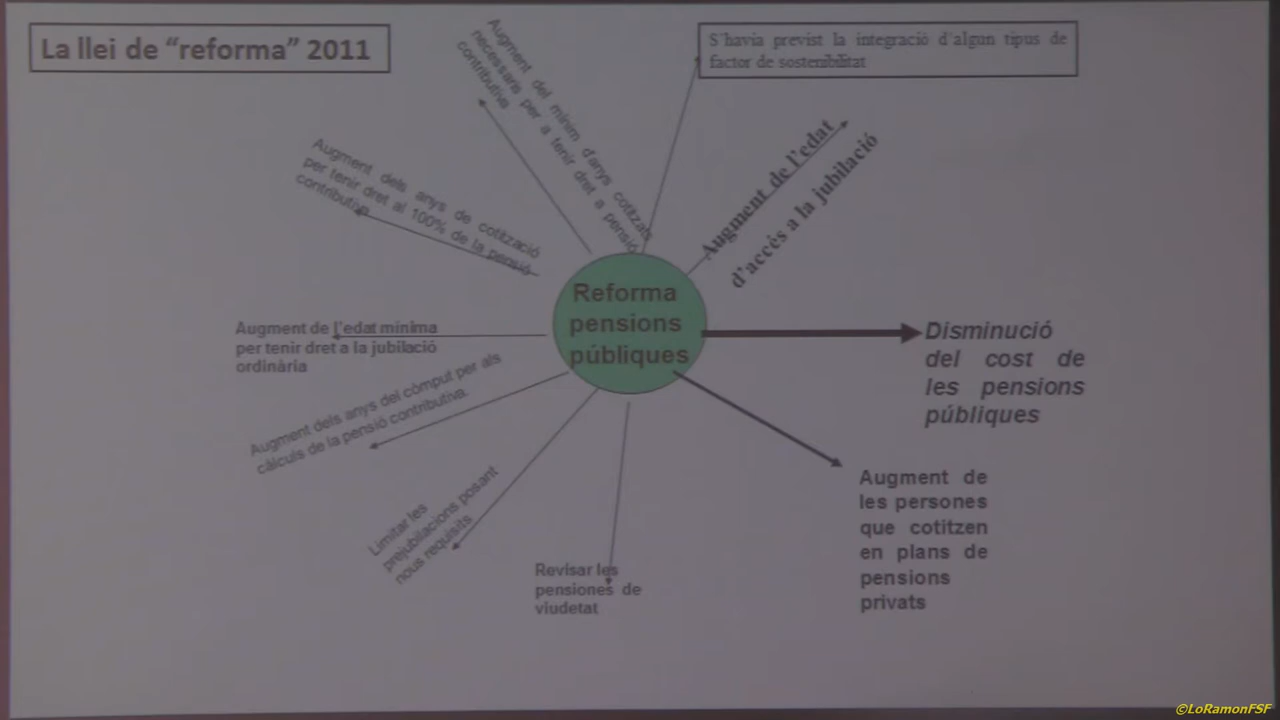 La llei de “reforma” 2011
Augment del mínim d'anys cotitzats
necessaris per a tenir dret a pensió
contributiva
S'havia previst la integració d'algun tipus de
factor de sostenibilitat
Augment dels anys de cotització
per tenir dret al 100% de la pensió
contributiva
Augment de l'edat
d'accès a la jubilació
Reforma
pensions
públiques
Augment de l'edat mínima
per tenir dret a la jubilació
ordinària
Disminució
del cost de
les pensions
públiques
Augment dels anys del còmput per als
càlculs de la pensió contributiva.
Limitar les
prejubilacions posant
nous requisits
Revisar les
pensiones de
viudetat
Augment de
les persones
que cotitzen
en plans de
pensions
privats
©LoRamonFSF